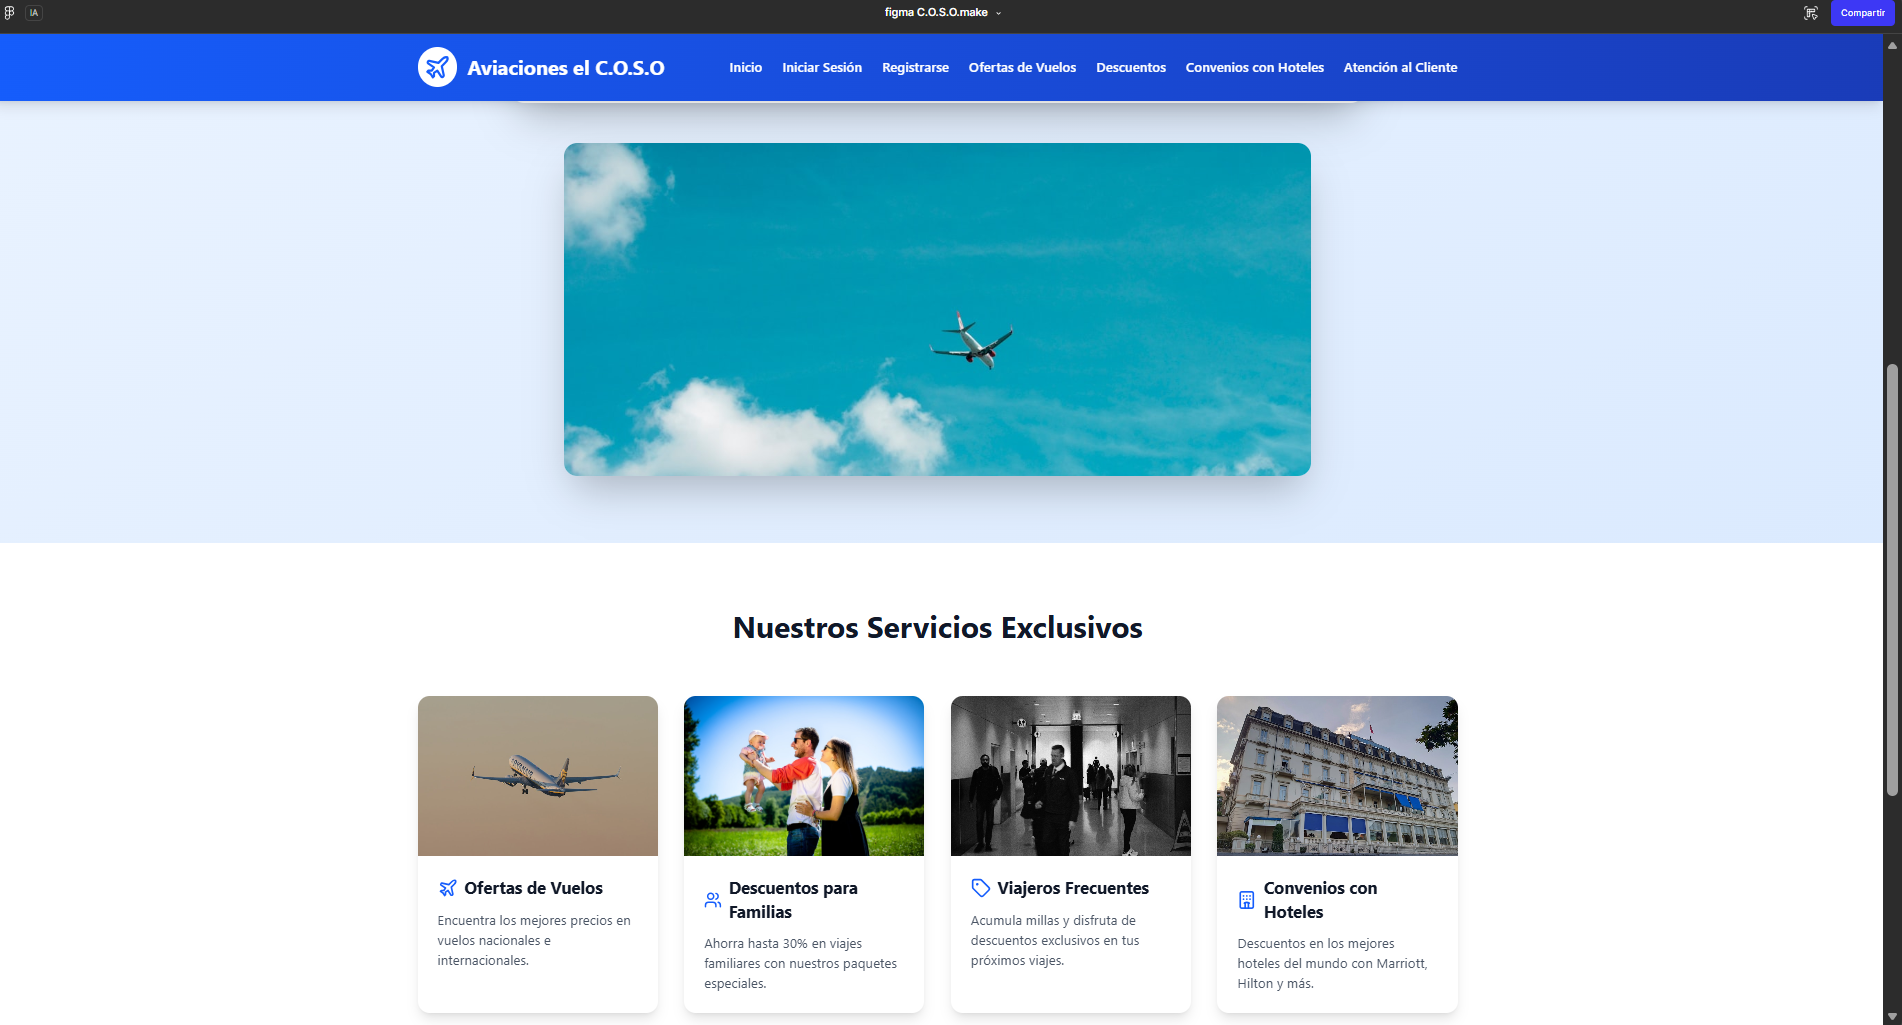 IA
figma C.O.S.O.make
Compartir
Aviaciones el C.O.S.O
Inicio
Iniciar Sesión
Registrarse
Ofertas de Vuelos
Descuentos
Convenios con Hoteles
Atención al Cliente
Nuestros Servicios Exclusivos
Ofertas de Vuelos
Encuentra los mejores precios en
vuelos nacionales e
internacionales.
Descuentos para
Familias
Ahorra hasta 30% en viajes
familiares con nuestros paquetes
especiales.
Viajeros Frecuentes
Acumula millas y disfruta de
descuentos exclusivos en tus
próximos viajes.
Convenios con
Hoteles
Descuentos en los mejores
hoteles del mundo con Marriott,
Hilton y más.